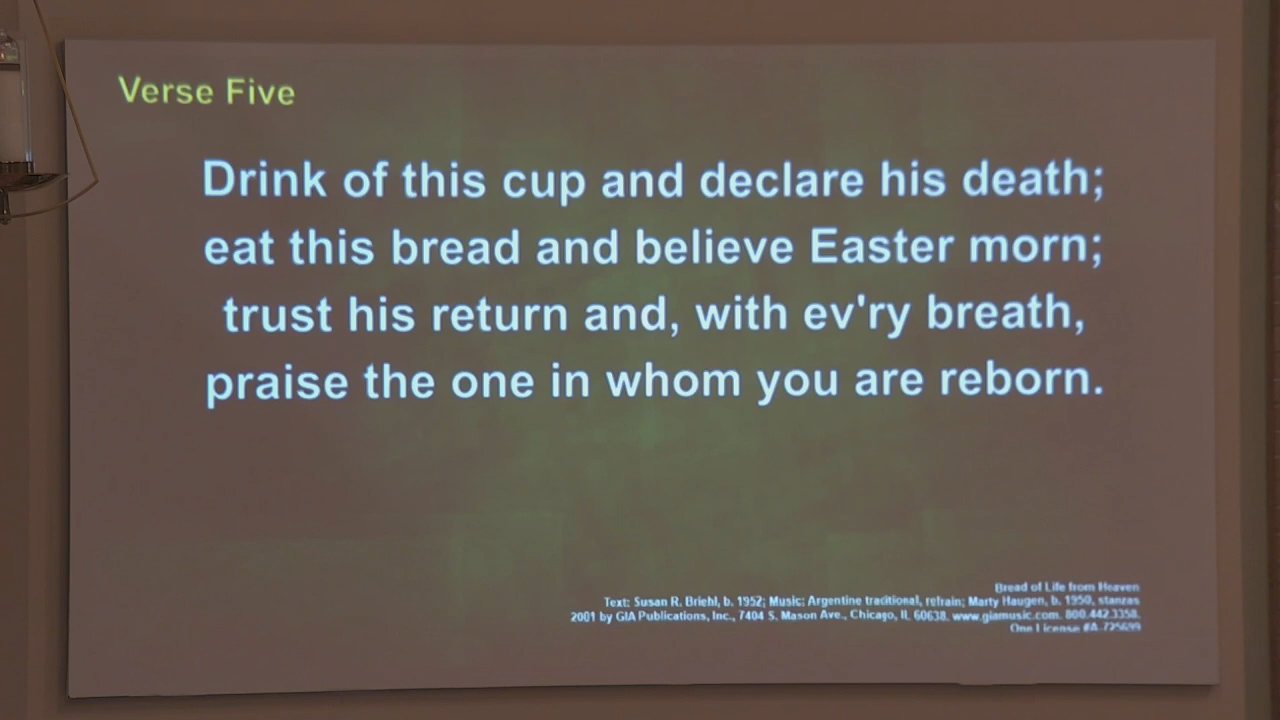 Verse Five
Drink of this cup and declare his death;
eat this bread and believe Easter morn;
trust his return and, with ev'ry breath,
praise the one in whom you are reborn.
Bread of Life from Heaven
Text: Susan R. Briehl, b. 1952; Music: Argentine traditional, refrain; Marty Haugen, b. 1950, stanzas
2001 by GIA Publications, Inc., 7404 S. Mason Ave., Chicago, IL 60638. www.giamusic.com. 800.442.3358.
One License #A-725699